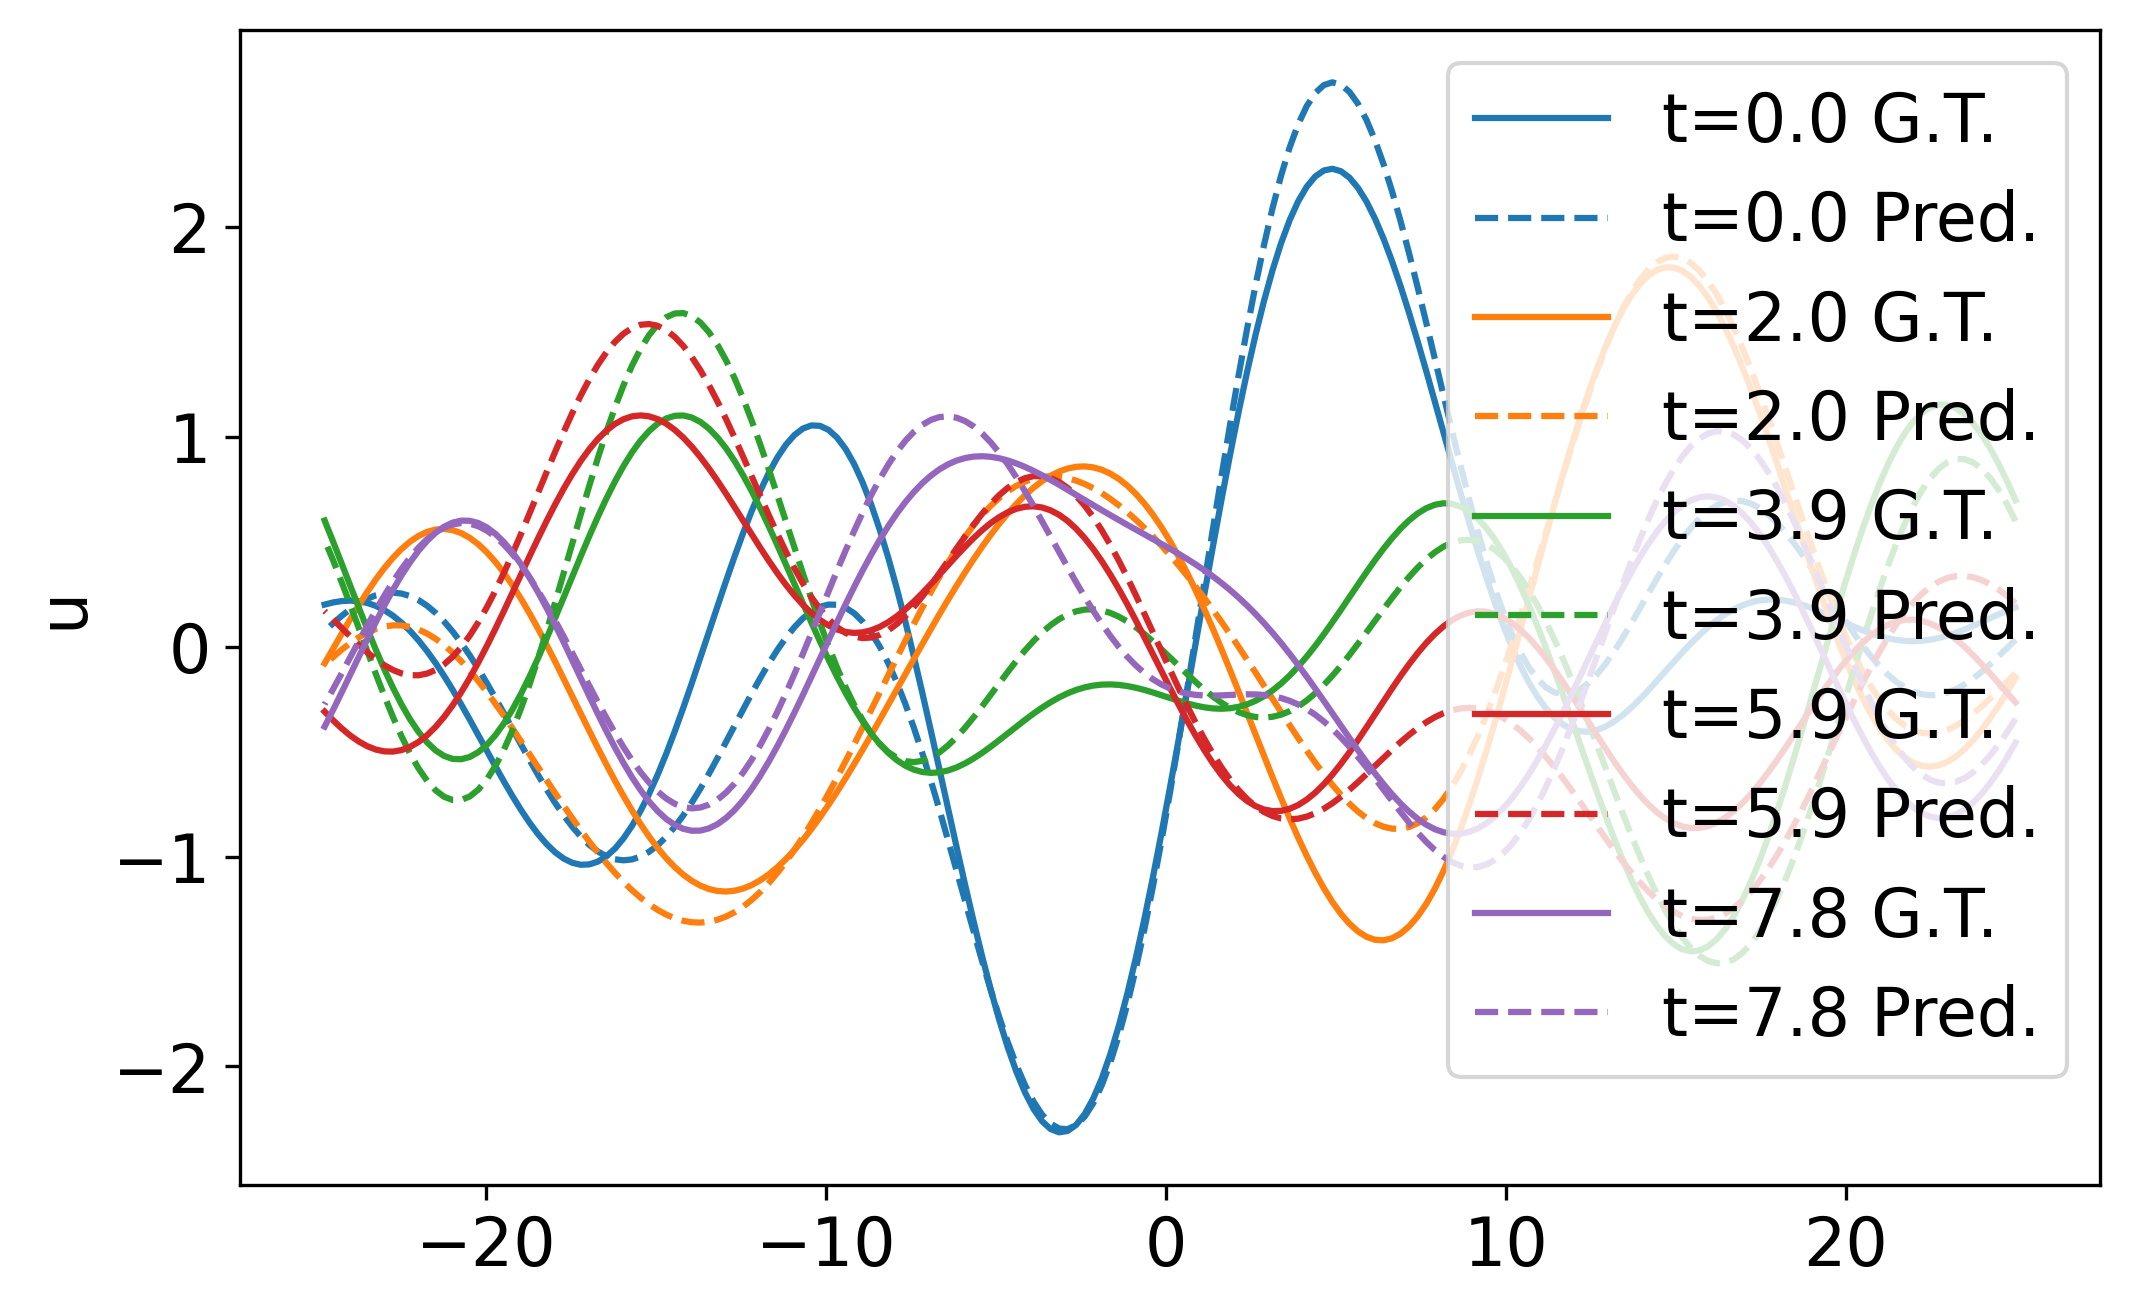 t=0.0 G.T.
t=0.0 Pred.
t=2.0 G.T.
t=2.0 Pred.
t=3.9 G.T.
t=3.9 Pred.
t=5.9 G.T.
t=5.9 Pred.
t=7.8 G.T.
t=7.8 Pred.
u
2
1
0
−1
−2
−20 −10 0 10 20